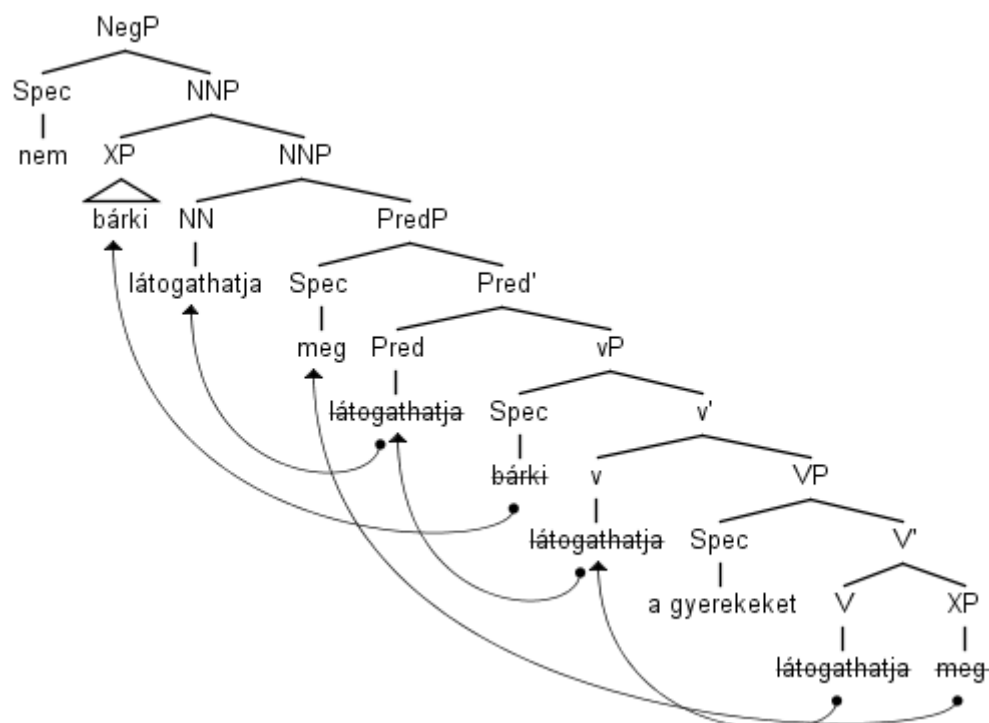 NegP
Spec NNP
nem XP NNP
bárki NN PredP
látogathatja Spec Pred'
meg Pred vP
látogathatja Spec v'
bárki v VP
látogathatja Spec V'
a gyerekeket V XP
látogathatja meg